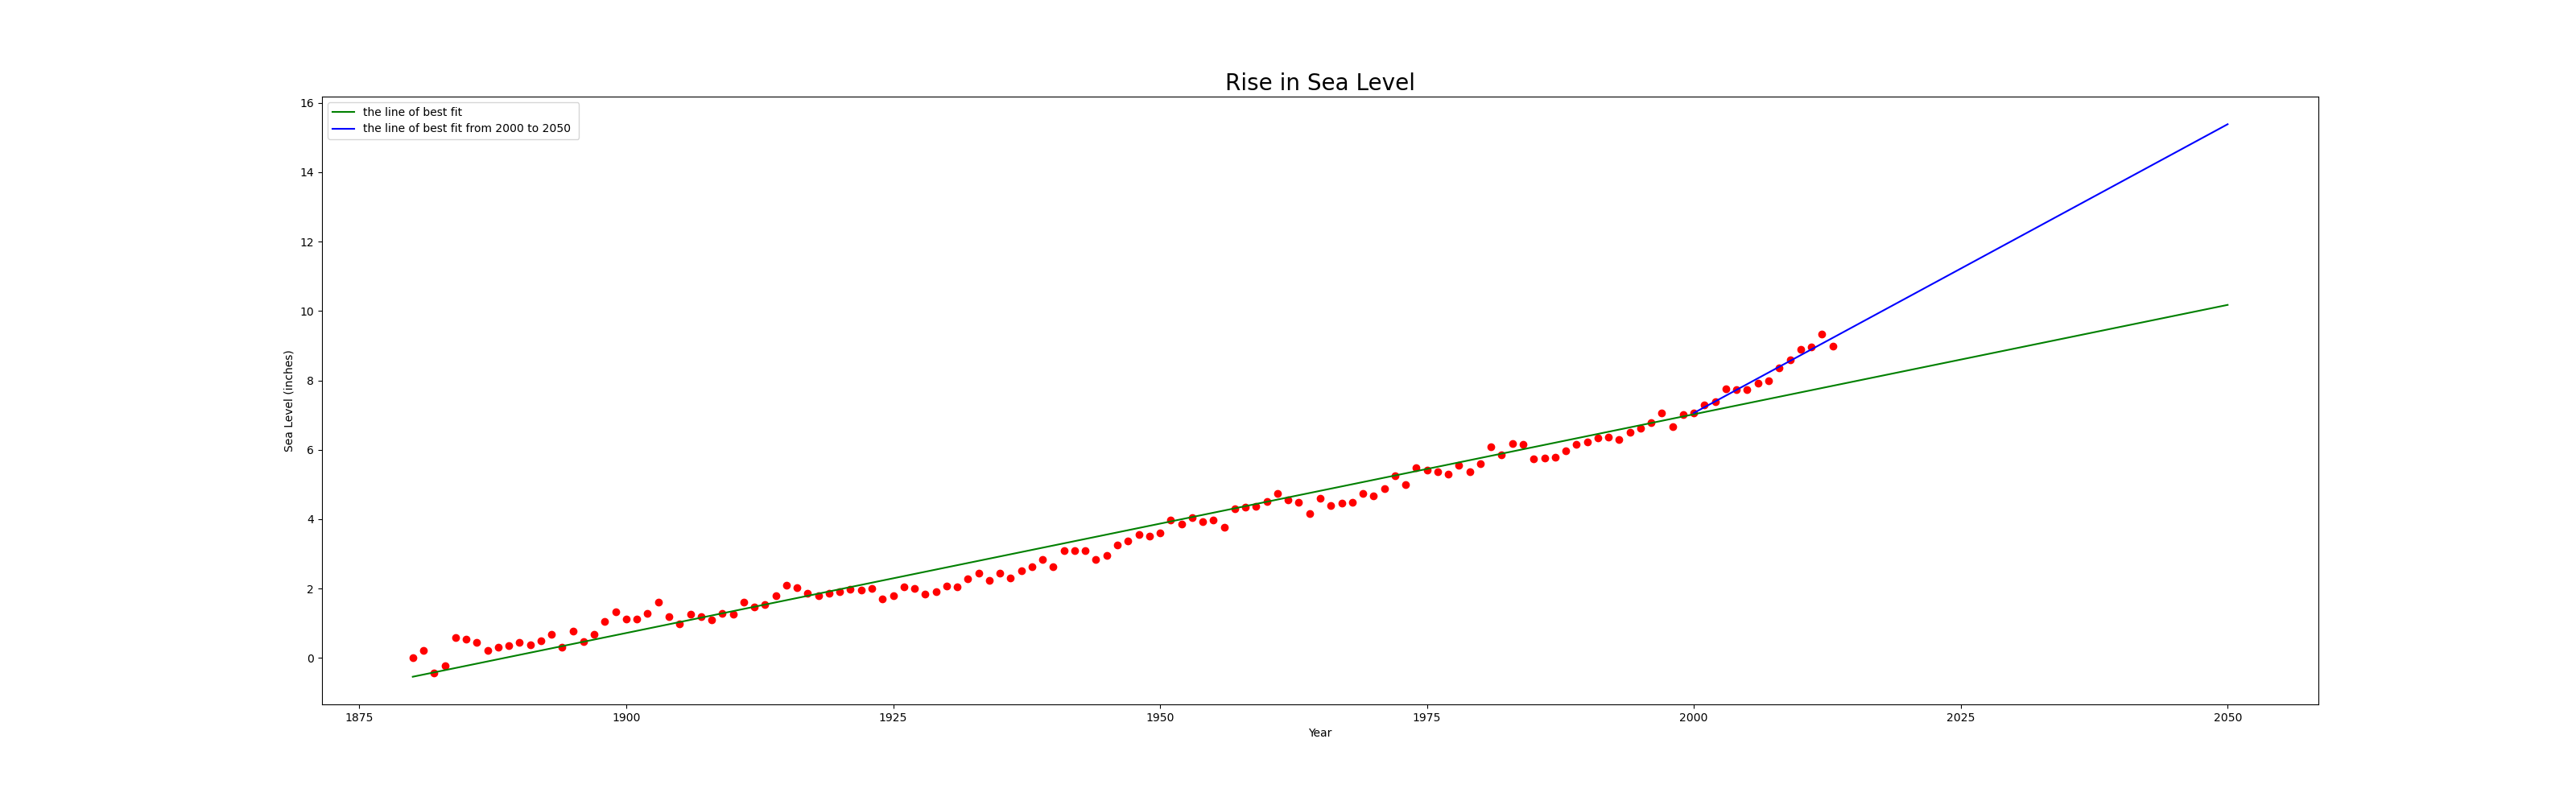 Rise in Sea Level
the line of best fit
the line of best fit from 2000 to 2050
16
14
12
10
8
6
4
2
0
Sea Level (inches)
1875 1900 1925 1950 1975 2000 2025 2050
Year